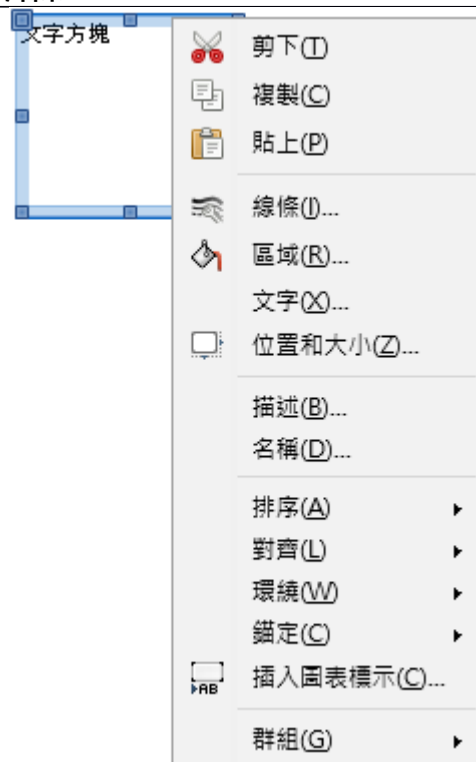 文字方塊
剪下(T)
複製(C)
貼上(P)
線條(I)...
區域(R)...
文字(X)...
位置和大小(Z)...
描述(B)...
名稱(D)...
排序(A)
對齊(L)
環繞(W)
錨定(C)
AB
插入圖表標示(C)...
群組(G)